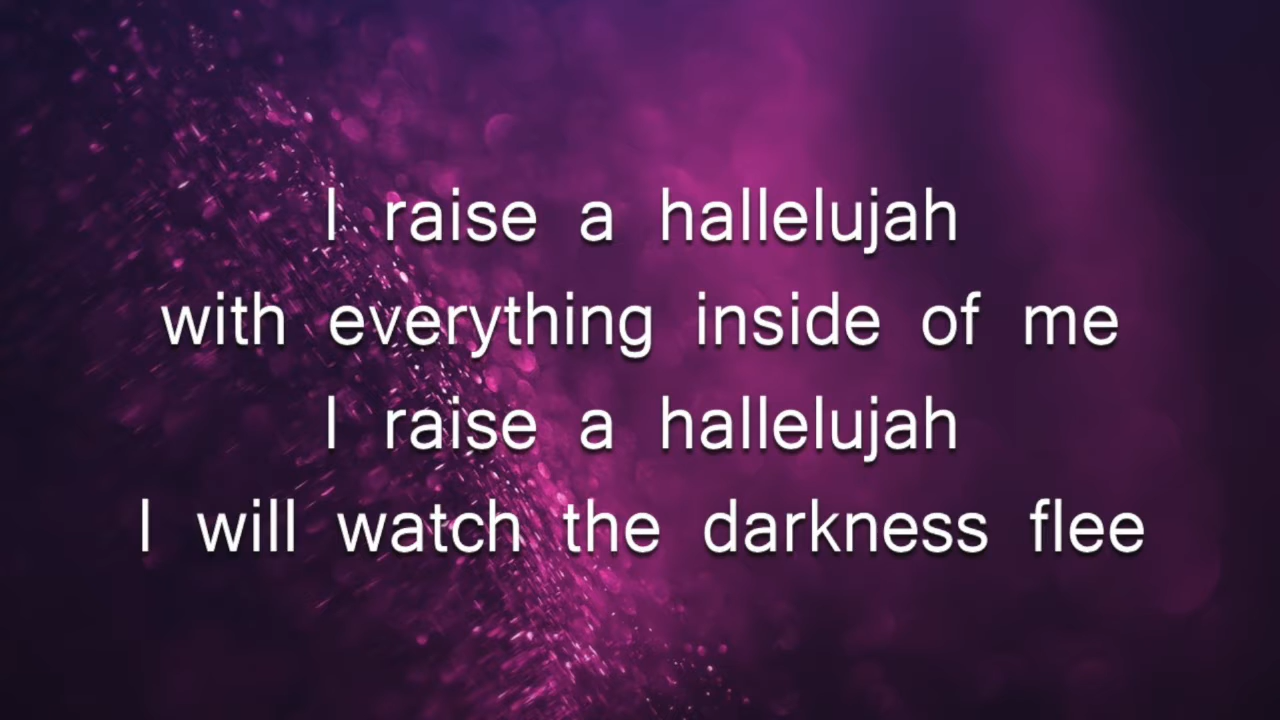 I raise a hallelujah
with everything inside of me
I raise a hallelujah
I will watch the darkness flee